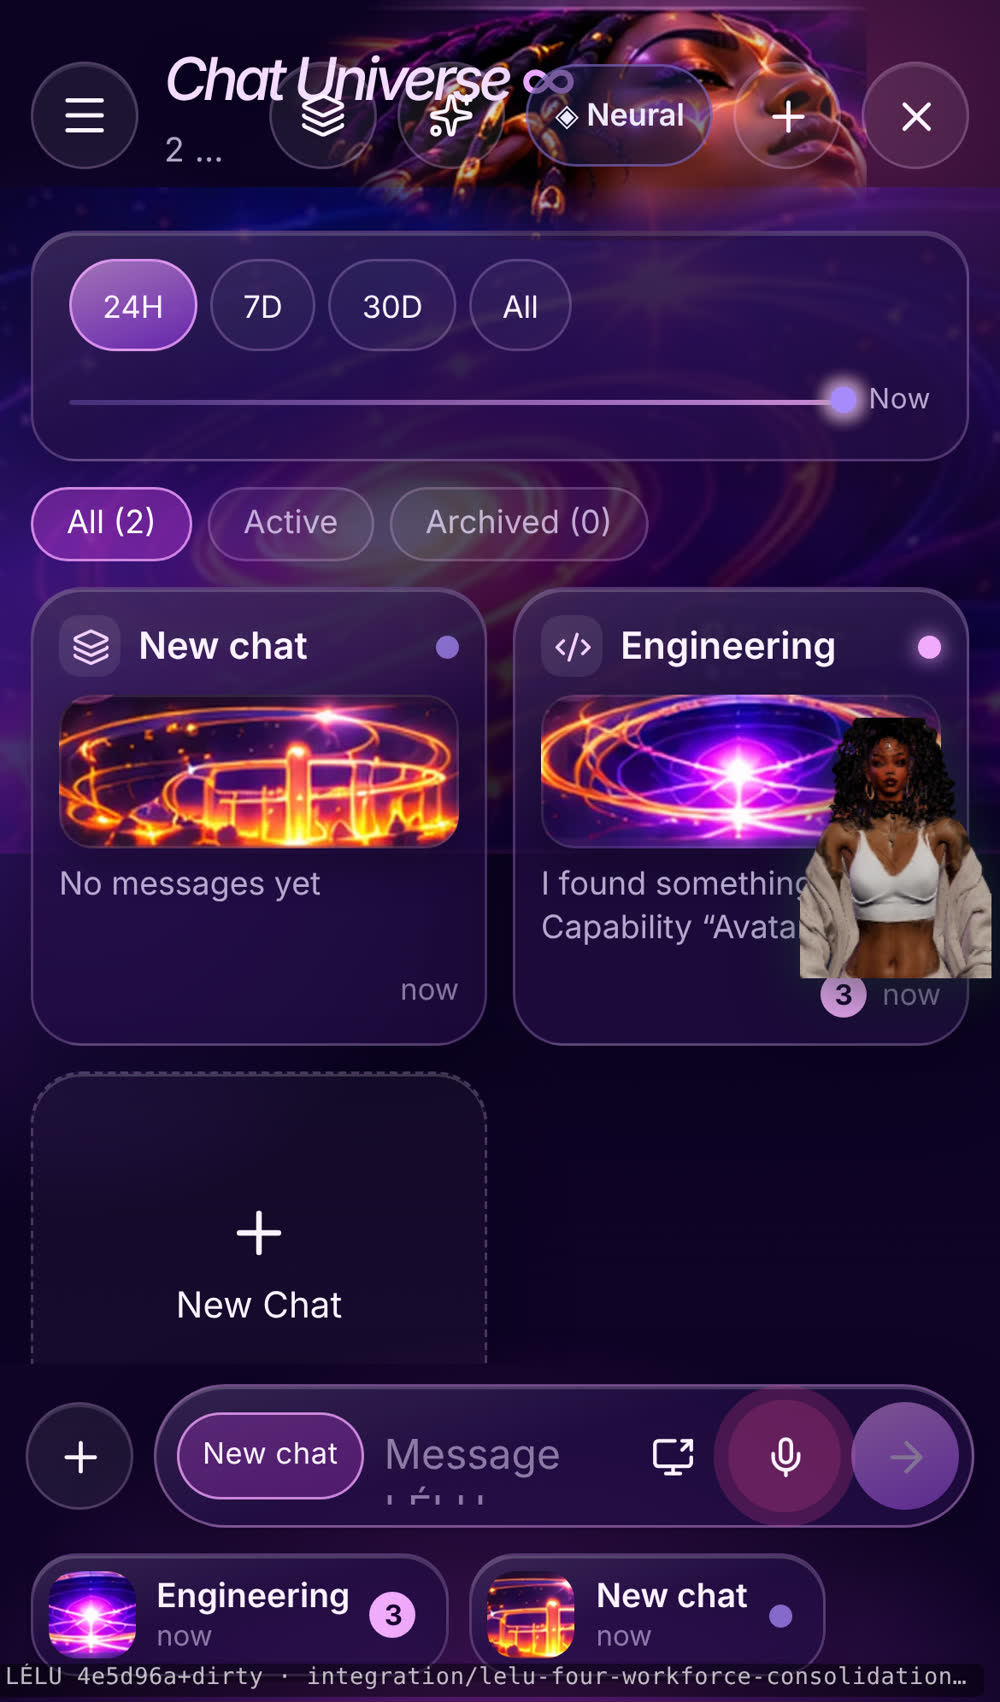 Chat Universe ∞
2 ...
◈ Neural
24H
7D
30D
All
Now
All (2)
Active
Archived (0)
New chat
No messages yet
now
Engineering
I found something
Capability “Avata
3
now
New Chat
New chat
Message
Engineering
now
3
New chat
now
LÉLU 4e5d96a+dirty · integration/lelu-four-workforce-consolidation…